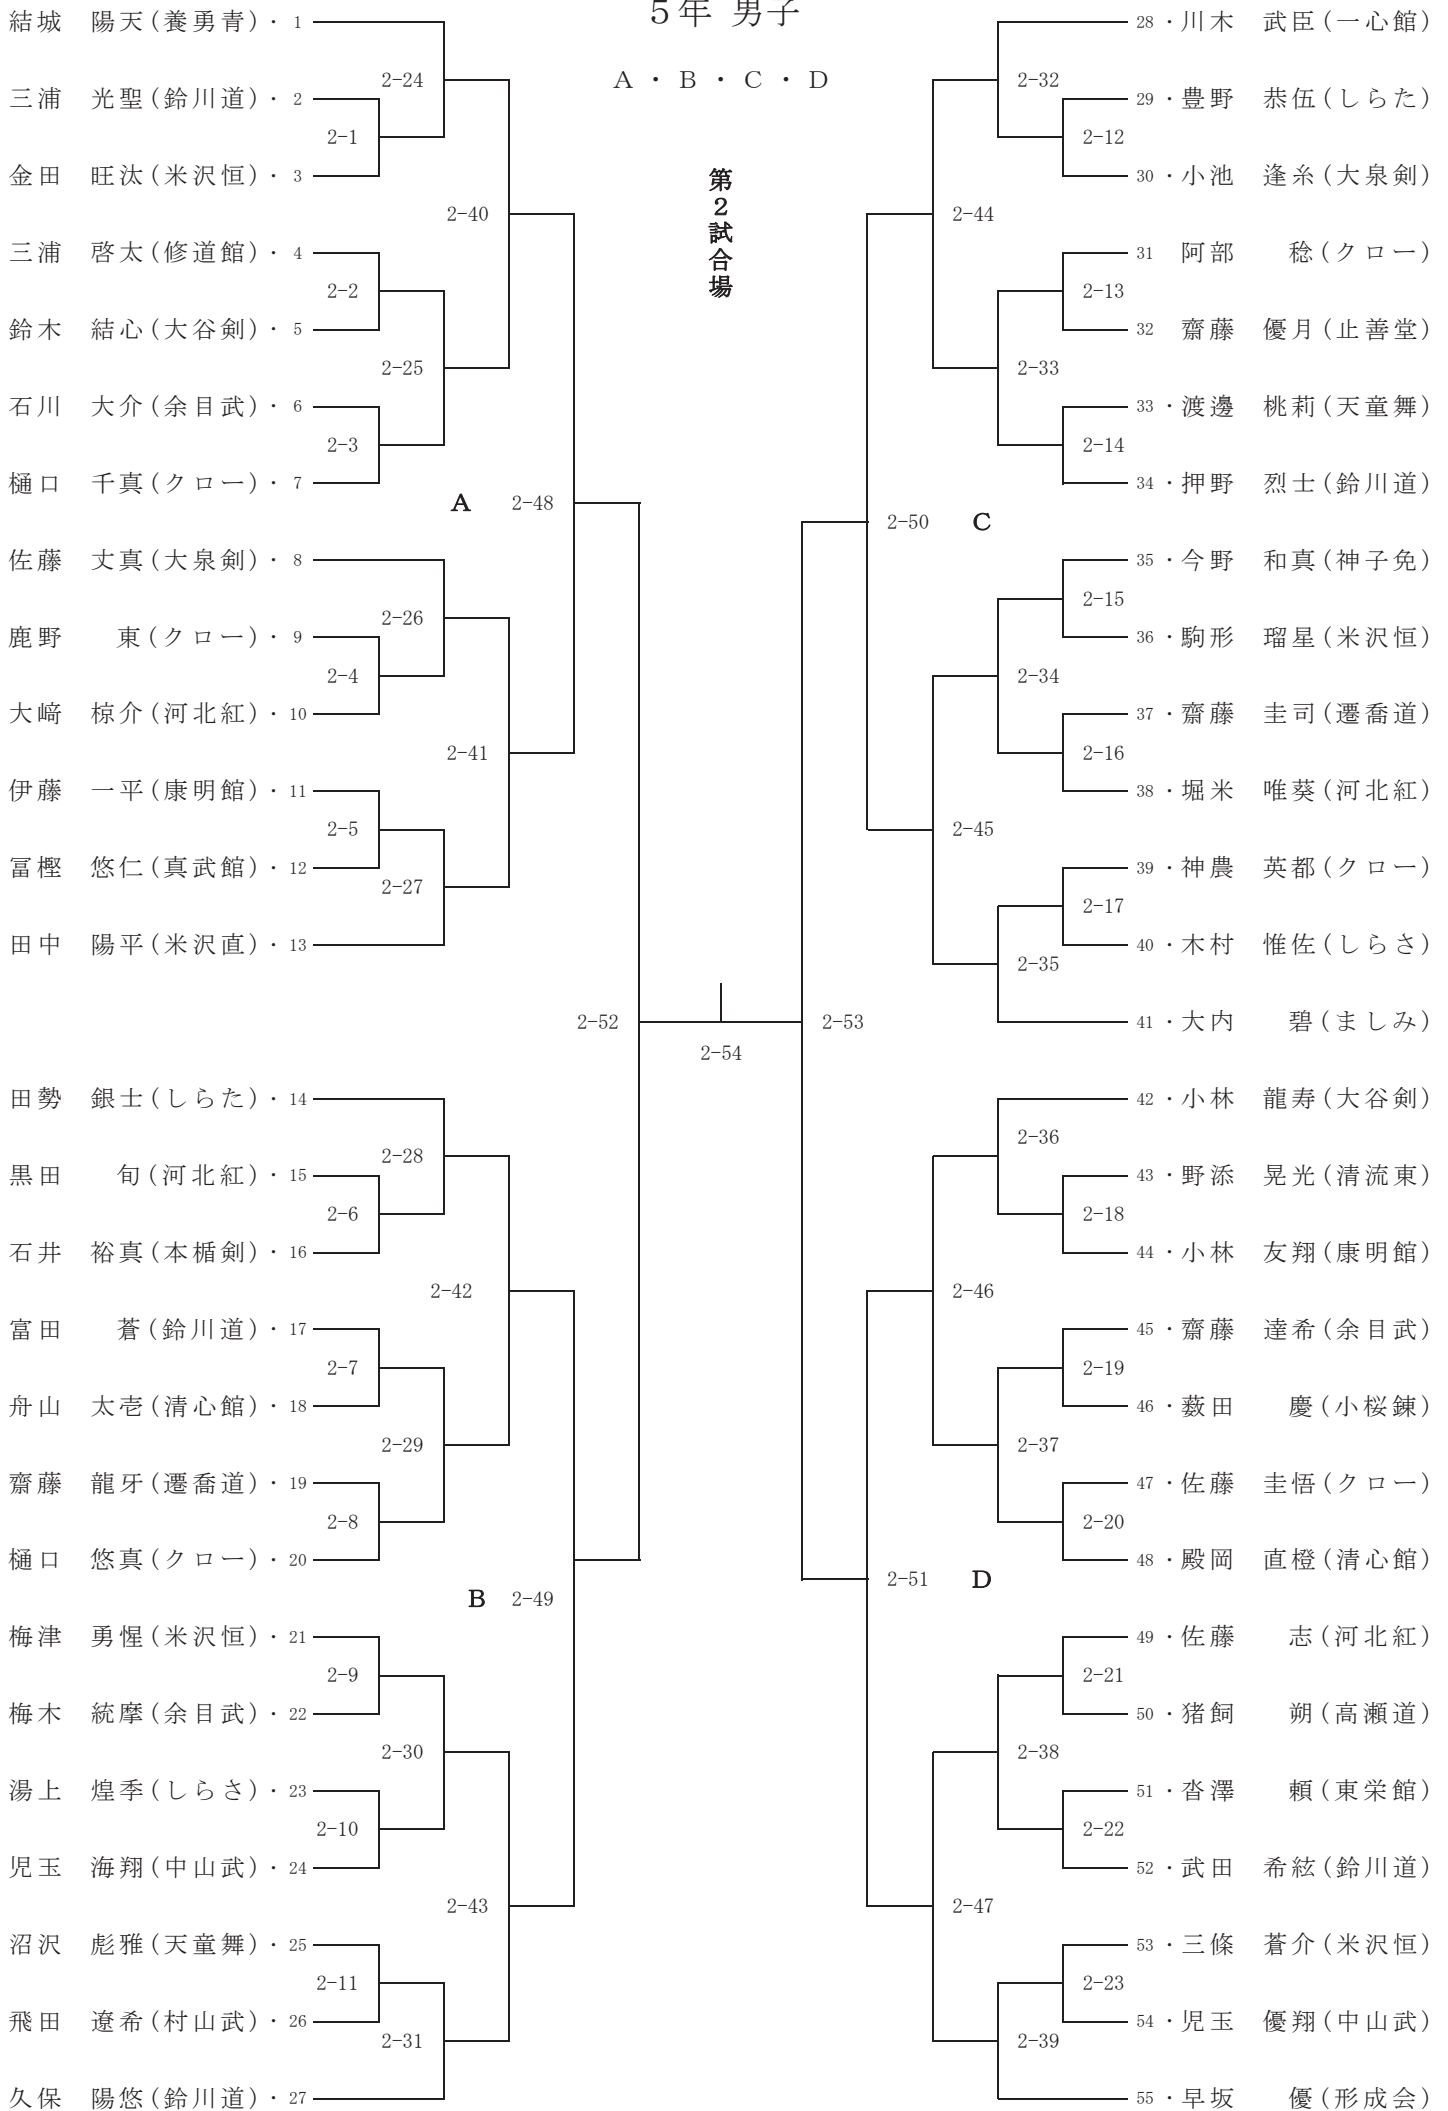 5年 男子
A ・ B ・ C ・ D
第2試合場
結城 陽天(養勇青)・ 1
2-24
三浦 光聖(鈴川道)・ 2
2-1
金田 旺汰(米沢恒)・ 3
2-40
三浦 啓太(修道館)・ 4
2-2
鈴木 結心(大谷剣)・ 5
2-25
石川 大介(余目武)・ 6
2-3
樋口 千真(クロー)・ 7
A 2-48
佐藤 丈真(大泉剣)・ 8
2-26
鹿野 東(クロー)・ 9
2-4
大﨑 椋介(河北紅)・ 10
2-41
伊藤 一平(康明館)・ 11
2-5
冨樫 悠仁(真武館)・ 12
2-27
田中 陽平(米沢直)・ 13
2-52
田勢 銀士(しらた)・ 14
2-28
黒田 旬(河北紅)・ 15
2-6
石井 裕真(本楯剣)・ 16
2-42
富田 蒼(鈴川道)・ 17
2-7
舟山 太壱(清心館)・ 18
2-29
齋藤 龍牙(遷喬道)・ 19
2-8
樋口 悠真(クロー)・ 20
B 2-49
梅津 勇惺(米沢恒)・ 21
2-9
梅木 統摩(余目武)・ 22
2-30
湯上 煌季(しらさ)・ 23
2-10
児玉 海翔(中山武)・ 24
2-43
沼沢 彪雅(天童舞)・ 25
2-11
飛田 遼希(村山武)・ 26
2-31
久保 陽悠(鈴川道)・ 27
2-54
28 ・川木 武臣(一心館)
2-32
29 ・豊野 恭伍(しらた)
2-12
30 ・小池 逢糸(大泉剣)
2-44
31 阿部 稔(クロー)
2-13
32 齋藤 優月(止善堂)
2-33
33 ・渡邊 桃莉(天童舞)
2-14
34 ・押野 烈士(鈴川道)
2-50 C
35 ・今野 和真(神子免)
2-15
36 ・駒形 瑠星(米沢恒)
2-34
37 ・齋藤 圭司(遷喬道)
2-16
38 ・堀米 唯葵(河北紅)
2-45
39 ・神農 英都(クロー)
2-17
40 ・木村 惟佐(しらさ)
2-35
41 ・大内 碧(ましみ)
2-53
42 ・小林 龍寿(大谷剣)
2-36
43 ・野添 晃光(清流東)
2-18
44 ・小林 友翔(康明館)
2-46
45 ・齋藤 達希(余目武)
2-19
46 ・薮田 慶(小桜錬)
2-37
47 ・佐藤 圭悟(クロー)
2-20
48 ・殿岡 直橙(清心館)
2-51 D
49 ・佐藤 志(河北紅)
2-21
50 ・猪飼 朔(高瀬道)
2-38
51 ・沓澤 頼(東栄館)
2-22
52 ・武田 希絃(鈴川道)
2-47
53 ・三條 蒼介(米沢恒)
2-23
54 ・児玉 優翔(中山武)
2-39
55 ・早坂 優(形成会)